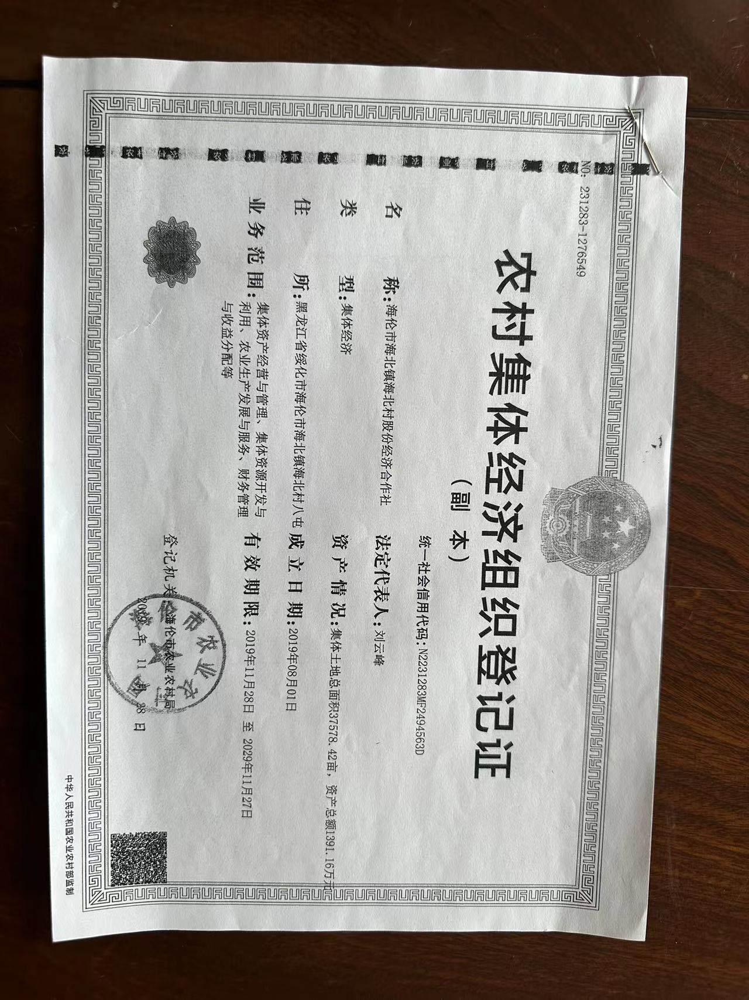 NO: 231283-1276549
农村集体经济组织登记证
（副 本）
统一社会信用代码：N2231283MF2494563D
名 称：海伦市海北镇海北村股份经济合作社
法定代表人：刘云峰
类 型：集体经济
资产情况：集体土地总面积37578.42亩，资产总额1391.16万元
住 所：黑龙江省绥化市海伦市海北镇海北村八屯
成立日期：2019年08月01日
业务范围：集体资产经营与管理、集体资源开发与
利用、农业生产发展与服务、财务管理
与收益分配等
有效期限：2019年11月28日 至 2029年11月27日
登记机关：海伦市农业农村局
2019 年 11 月 28 日
中华人民共和国农业农村部监制